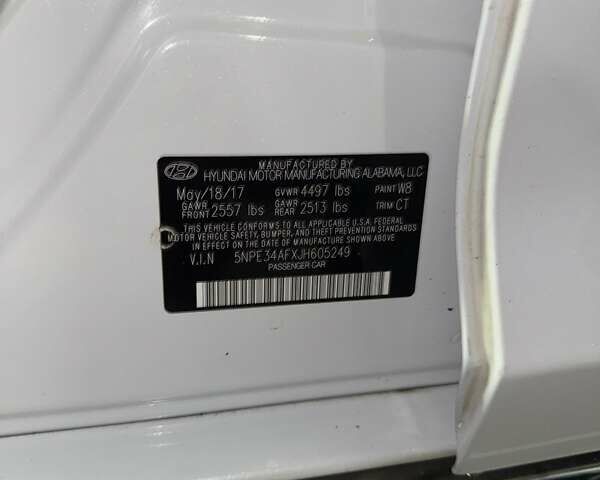 MANUFACTURED BY
HYUNDAI MOTOR MANUFACTURING ALABAMA, LLC
May/18/17 GVWR 4497 lbs PAINT W8
GAWR FRONT 2557 lbs GAWR REAR 2513 lbs TRIM CT
THIS VEHICLE CONFORMS TO ALL APPLICABLE U.S.A. FEDERAL
MOTOR VEHICLE SAFETY, BUMPER, AND THEFT PREVENTION STANDARDS
IN EFFECT ON THE DATE OF MANUFACTURE SHOWN ABOVE.
V.I.N 5NPE34AFXJH605249
PASSENGER CAR